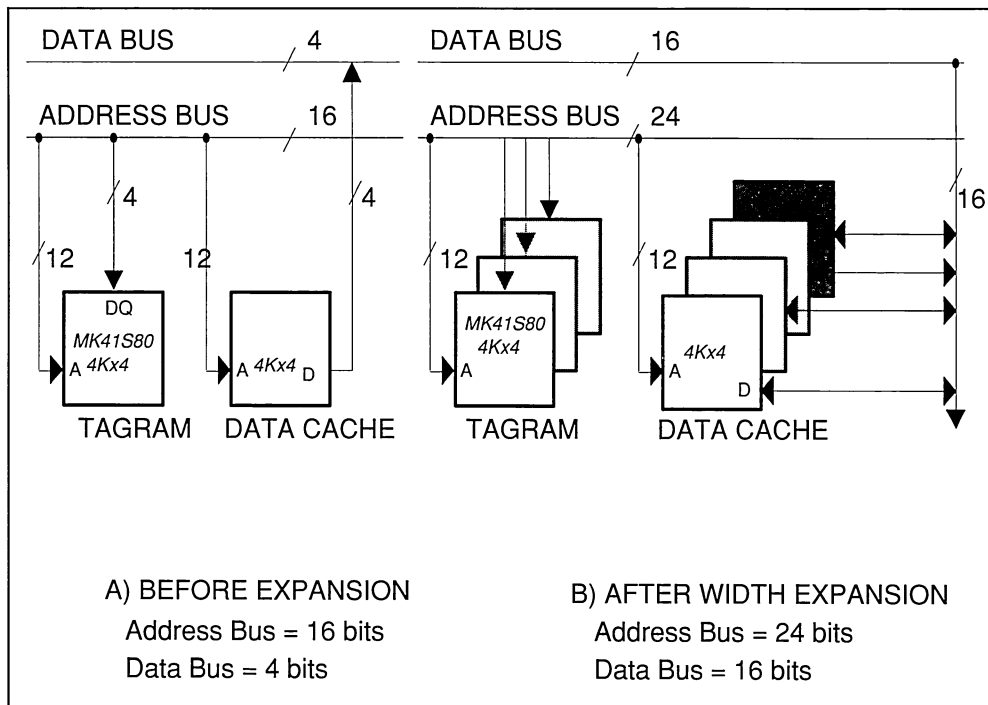 DATA BUS 4
ADDRESS BUS 16
4
4
12
12
DQ
MK41S80
4Kx4
A
A 4Kx4 D
TAGRAM
DATA CACHE
DATA BUS 16
ADDRESS BUS 24
16
12
12
MK41S80
4Kx4
A
4Kx4
A
D
TAGRAM
DATA CACHE
A) BEFORE EXPANSION
Address Bus = 16 bits
Data Bus = 4 bits
B) AFTER WIDTH EXPANSION
Address Bus = 24 bits
Data Bus = 16 bits